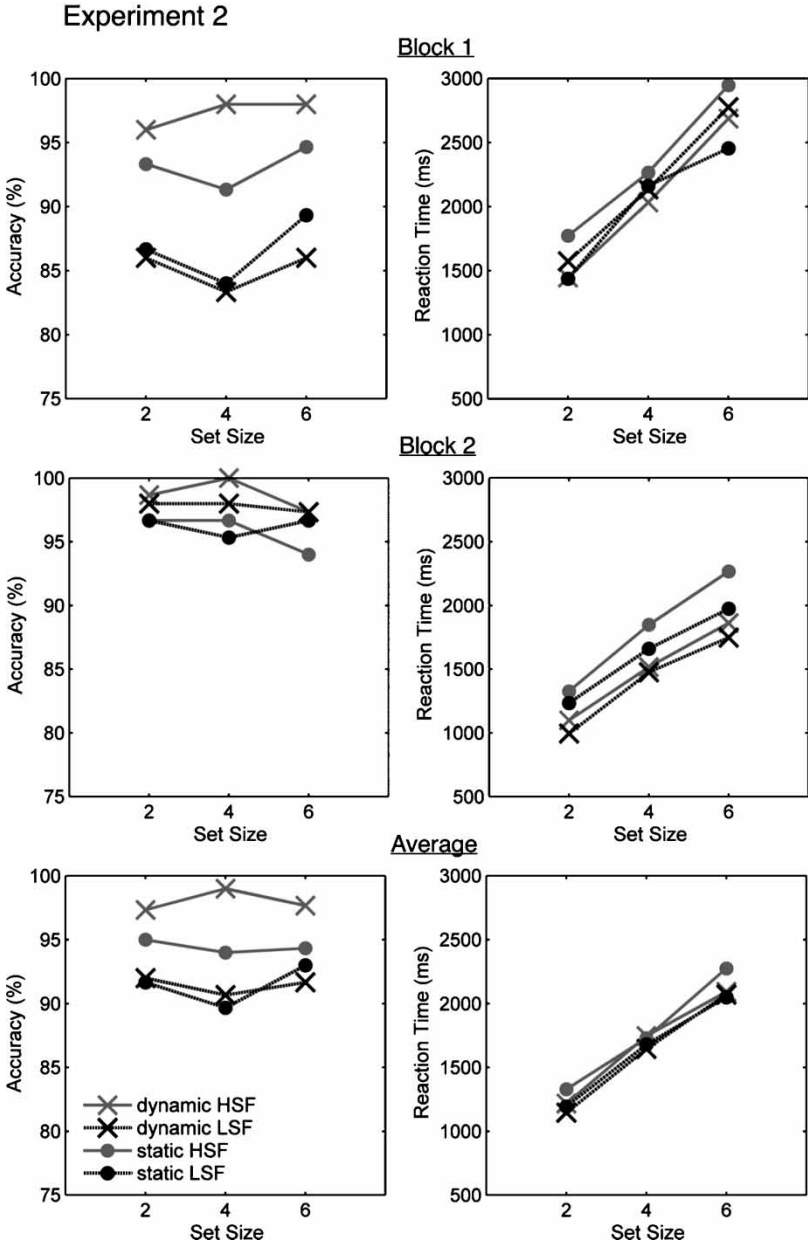 Experiment 2
Block 1
100
95
90
85
80
75
Accuracy (%)
2 4 6
Set Size
3000
2500
2000
1500
1000
500
Reaction Time (ms)
2 4 6
Set Size
Block 2
100
95
90
85
80
75
Accuracy (%)
2 4 6
Set Size
3000
2500
2000
1500
1000
500
Reaction Time (ms)
2 4 6
Set Size
Average
100
95
90
85
80
75
Accuracy (%)
dynamic HSF
dynamic LSF
static HSF
static LSF
2 4 6
Set Size
3000
2500
2000
1500
1000
500
Reaction Time (ms)
2 4 6
Set Size